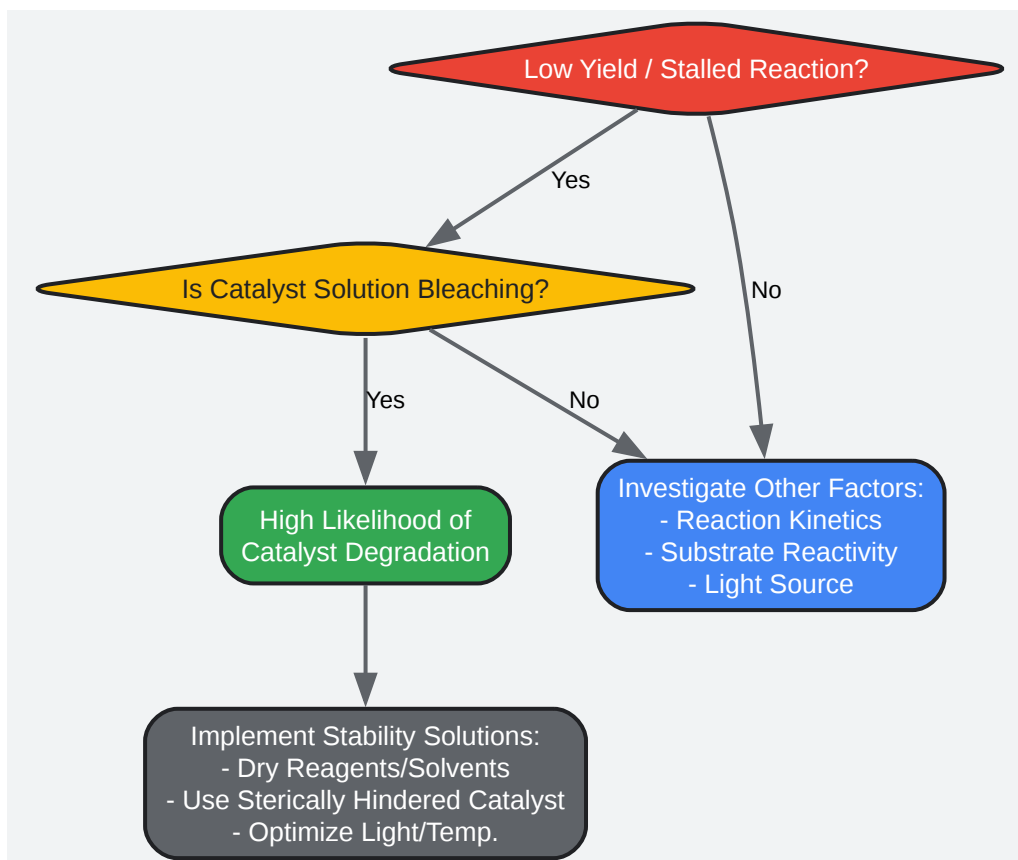 Low Yield / Stalled Reaction?
Yes
Is Catalyst Solution Bleaching?
No
Yes
No
High Likelihood of
Catalyst Degradation
Investigate Other Factors:
- Reaction Kinetics
- Substrate Reactivity
- Light Source
Implement Stability Solutions:
- Dry Reagents/Solvents
- Use Sterically Hindered Catalyst
- Optimize Light/Temp.